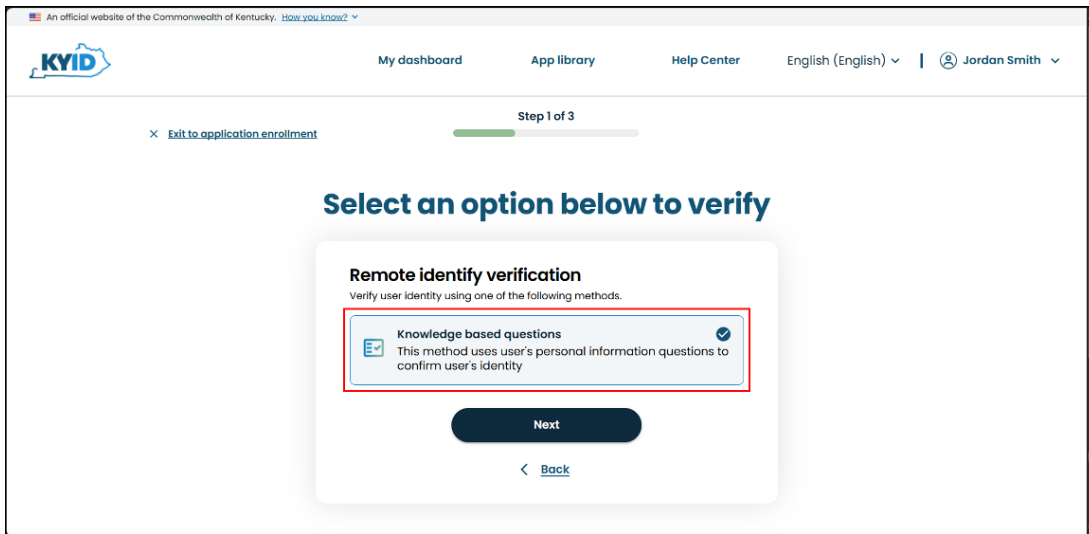 An official website of the Commonwealth of Kentucky. How you know?
KYID
My dashboard
App library
Help Center
English (English)
Jordan Smith
Step 1 of 3
Exit to application enrollment
Select an option below to verify
Remote identify verification
Verify user identity using one of the following methods.
Knowledge based questions
This method uses user's personal information questions to
confirm user's identity
Next
Back